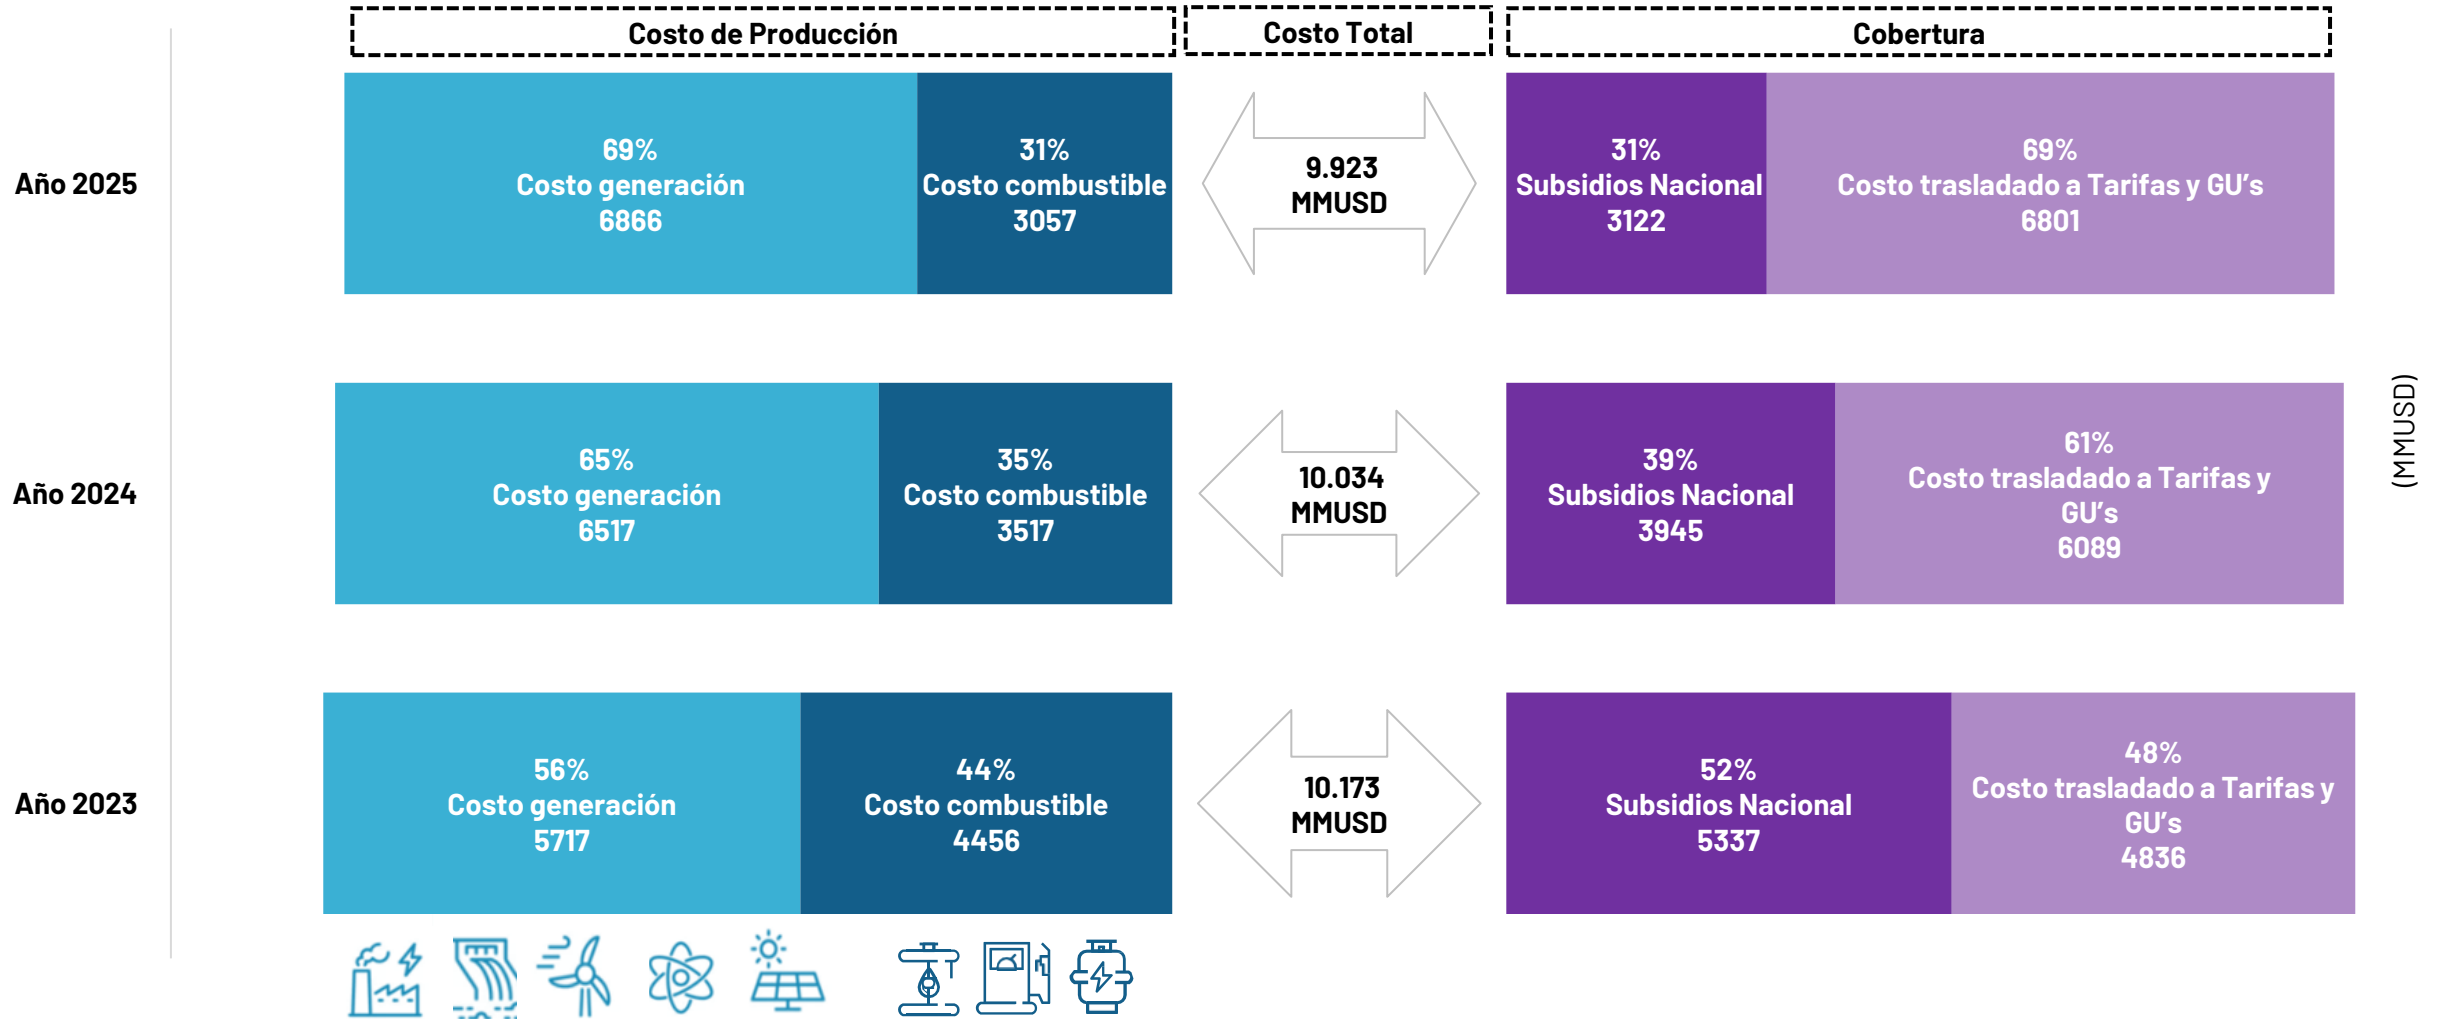 Costo de Producción
Costo Total
Cobertura
Año 2025
69%
Costo generación
6866
31%
Costo combustible
3057
9.923
MMUSD
31%
Subsidios Nacional
3122
69%
Costo trasladado a Tarifas y GU's
6801
Año 2024
65%
Costo generación
6517
35%
Costo combustible
3517
10.034
MMUSD
39%
Subsidios Nacional
3945
61%
Costo trasladado a Tarifas y
GU's
6089
(MMUSD)
Año 2023
56%
Costo generación
5717
44%
Costo combustible
4456
10.173
MMUSD
52%
Subsidios Nacional
5337
48%
Costo trasladado a Tarifas y
GU's
4836